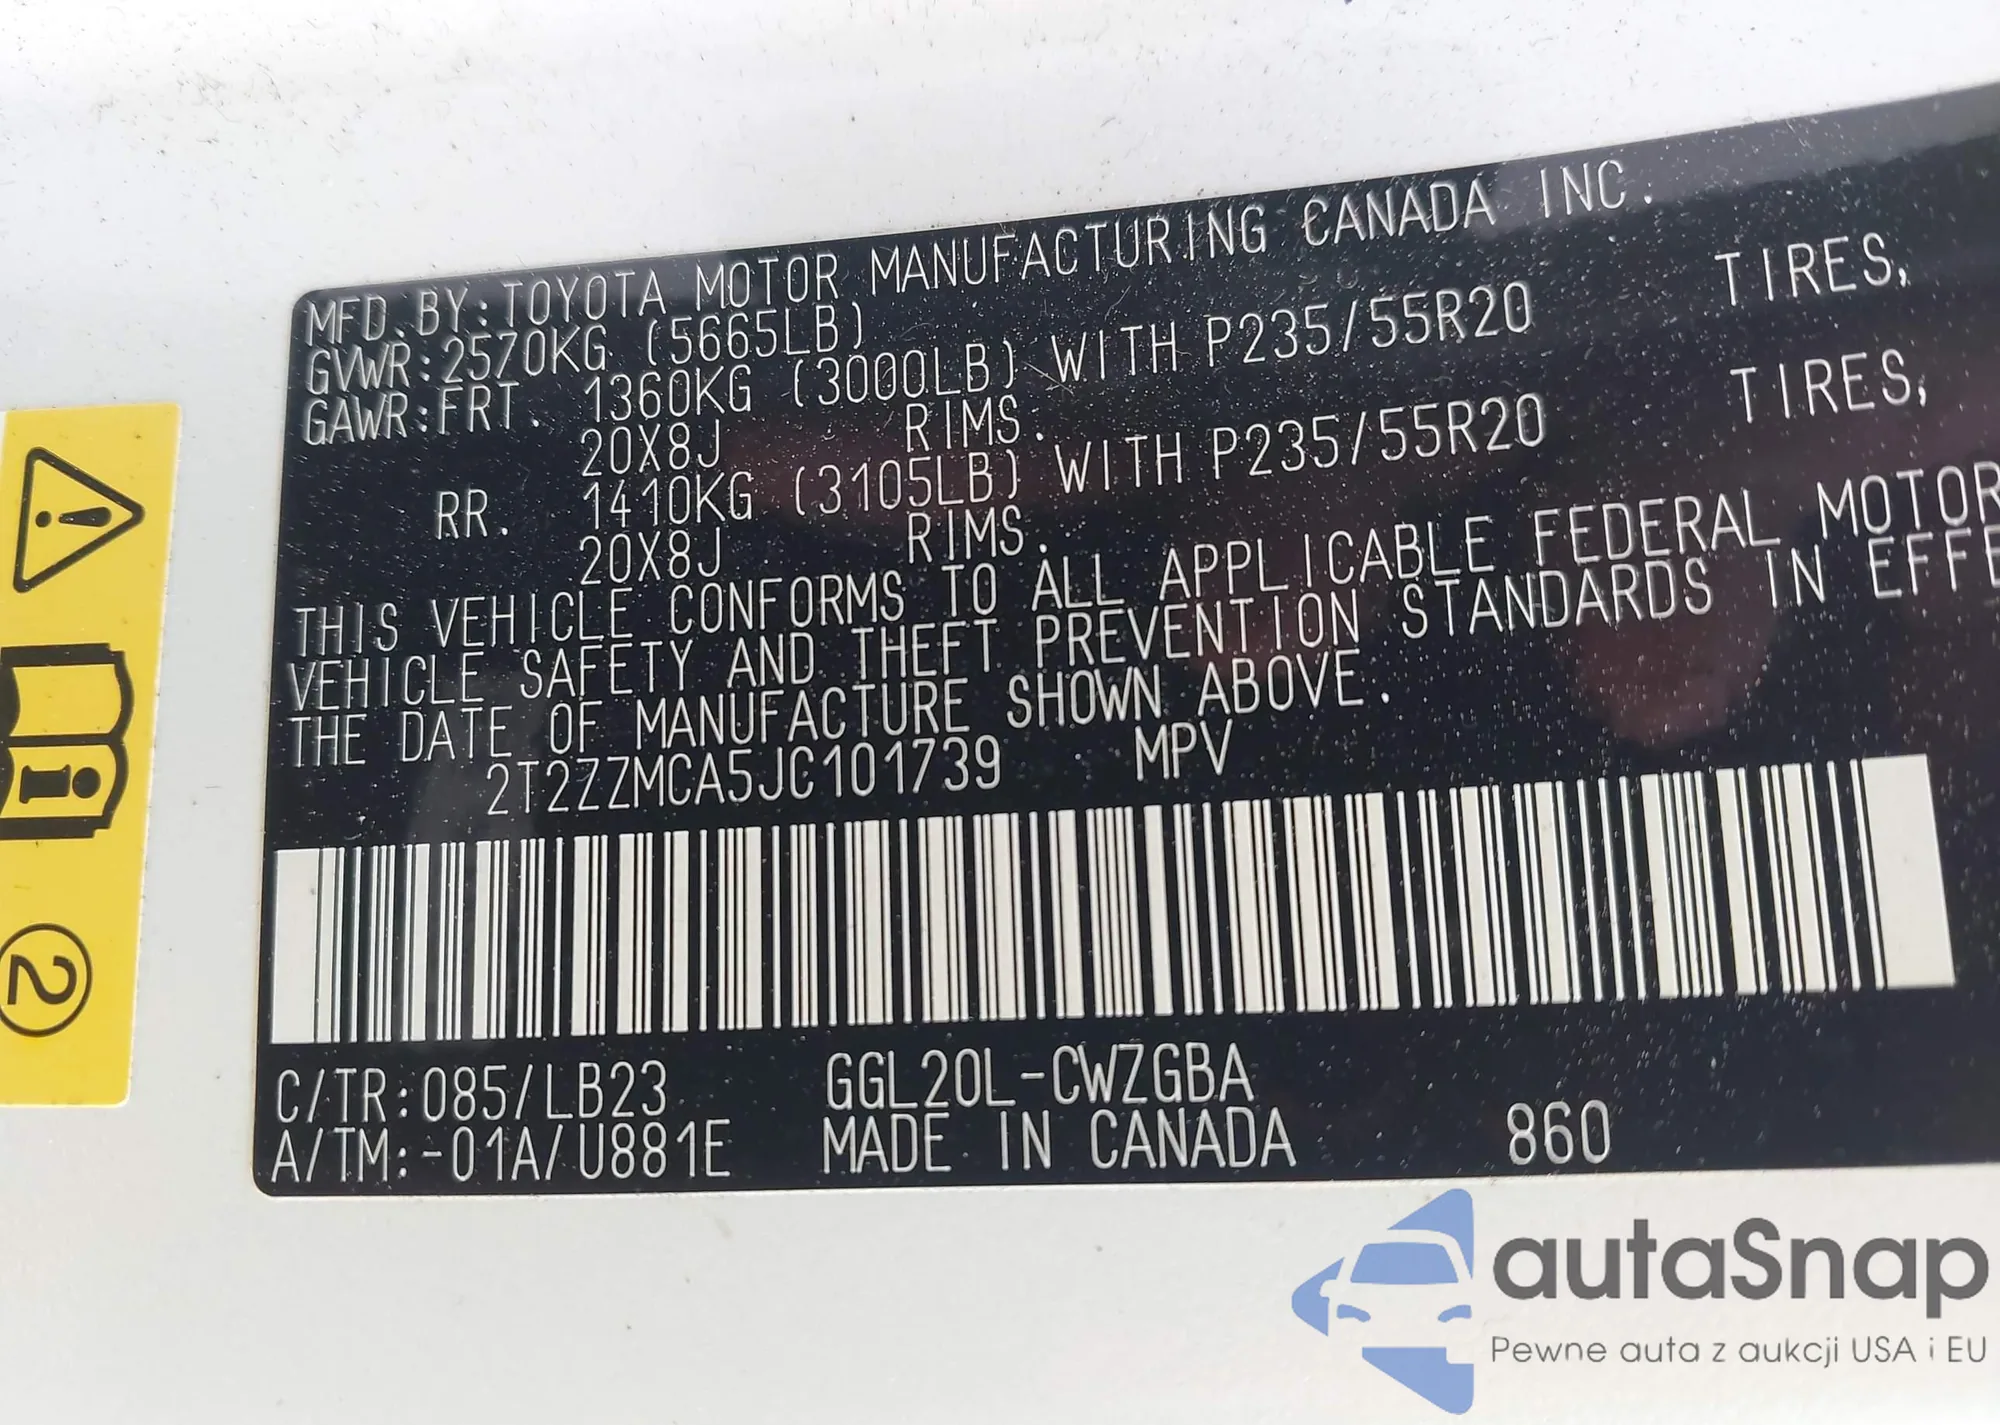 MFD. BY: TOYOTA MOTOR MANUFACTURING CANADA INC.
GVWR: 2570KG (5665LB)
GAWR: FRT. 1360KG (3000LB) WITH P235/55R20 TIRES,
20X8J RIMS.
RR. 1410KG (3105LB) WITH P235/55R20 TIRES,
20X8J RIMS.
THIS VEHICLE CONFORMS TO ALL APPLICABLE FEDERAL MOTOR
VEHICLE SAFETY AND THEFT PREVENTION STANDARDS IN EFFE
THE DATE OF MANUFACTURE SHOWN ABOVE.
2T2ZZMCA5JC101739 MPV
C/TR: 085/LB23 GGL20L-CWZGBA
A/TM: -01A/U881E MADE IN CANADA 860
2
autaSnap
Pewne auta z aukcji USA i EU